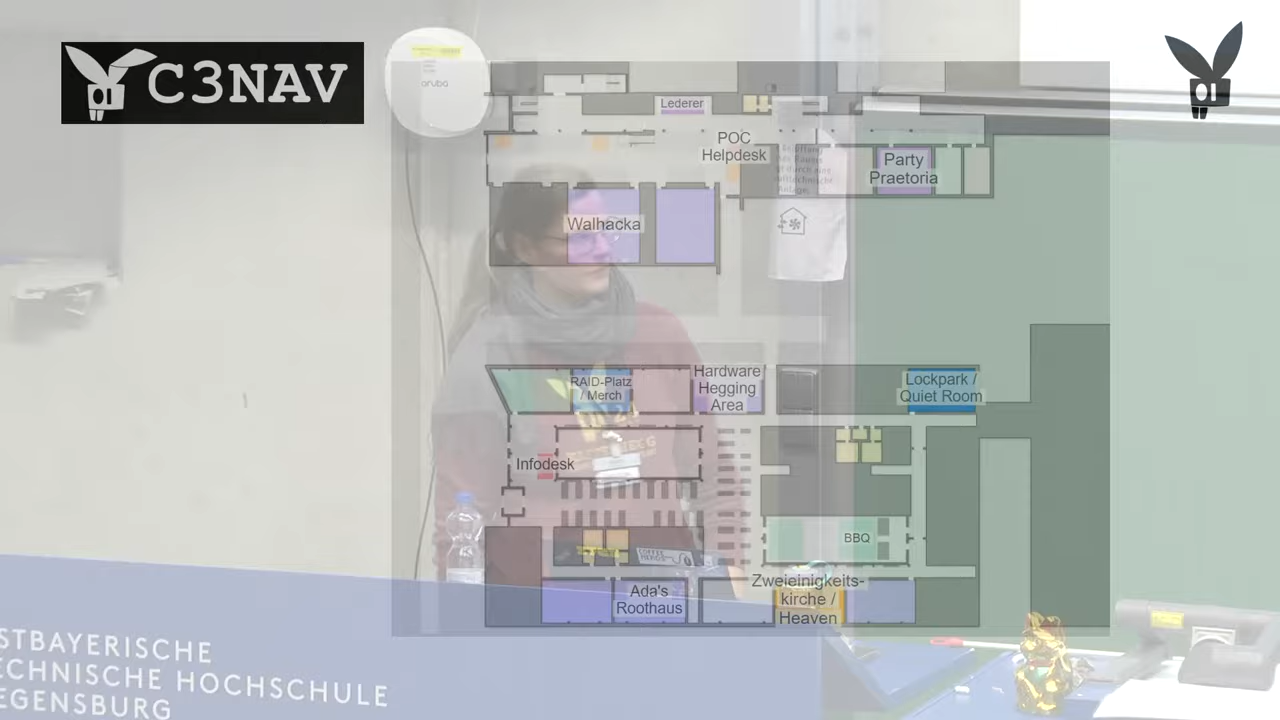 C3NAV
aruba
Lederer
POC
Helpdesk
Party
Praetoria
Walhacka
RAID-Platz
/ Merch
Hardware
Hegging
Area
Lockpark /
Quiet Room
Infodesk
BBQ
Ada's
Roothaus
Zweieinigkeits-
kirche /
Heaven
STBAYERISCHE
ECHNISCHE HOCHSCHULE
EGENSBURG